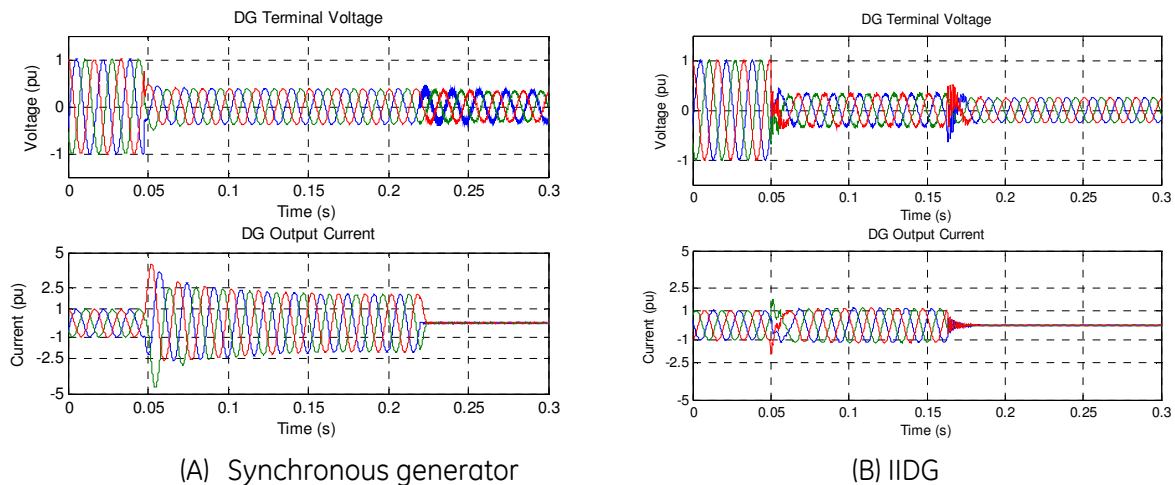 DG Terminal Voltage
Voltage (pu)
1
0
-1
0 0.05 0.1 0.15 0.2 0.25 0.3
Time (s)
DG Output Current
Current (pu)
5
2.5
1
-1
-2.5
-5
0 0.05 0.1 0.15 0.2 0.25 0.3
Time (s)
(A) Synchronous generator
DG Terminal Voltage
Voltage (pu)
1
0
-1
0 0.05 0.1 0.15 0.2 0.25 0.3
Time (s)
DG Output Current
Current (pu)
5
2.5
1
-1
-2.5
-5
0 0.05 0.1 0.15 0.2 0.25 0.3
Time (s)
(B) IIDG